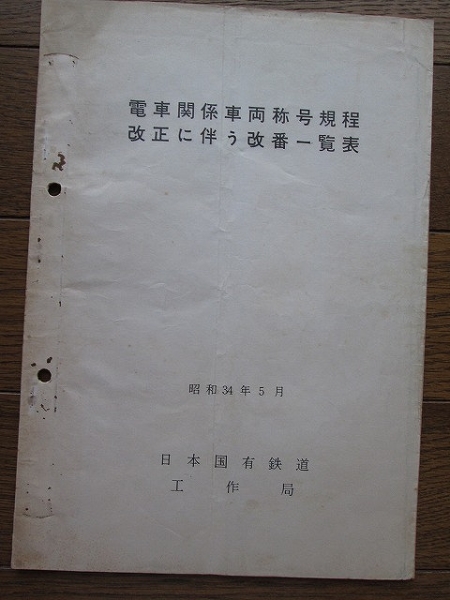 電車関係車両称号規程
改正に伴う改番一覧表
昭和34年5月
日本国有鉄道
工作局